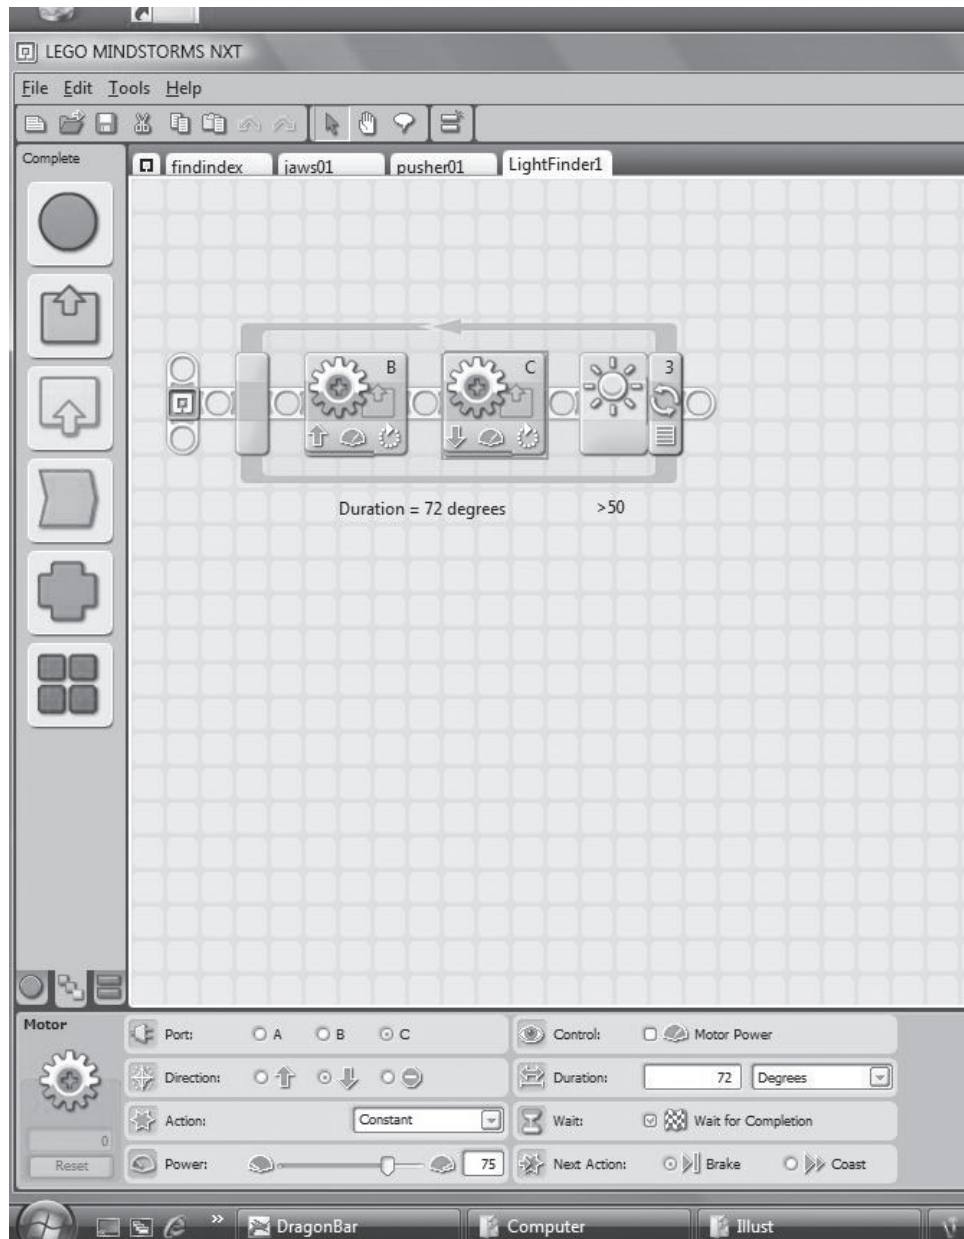 LEGO MINDSTORMS NXT
File Edit Tools Help
Complete
findindex jaws01 pusher01 LightFinder1
B C 3
Duration = 72 degrees >50
Motor
Port: A B C Control: Motor Power
Direction: Duration: 72 Degrees
Action: Constant Wait: Wait for Completion
0
Reset Power: 75 Next Action: Brake Coast
» DragonBar Computer Illust